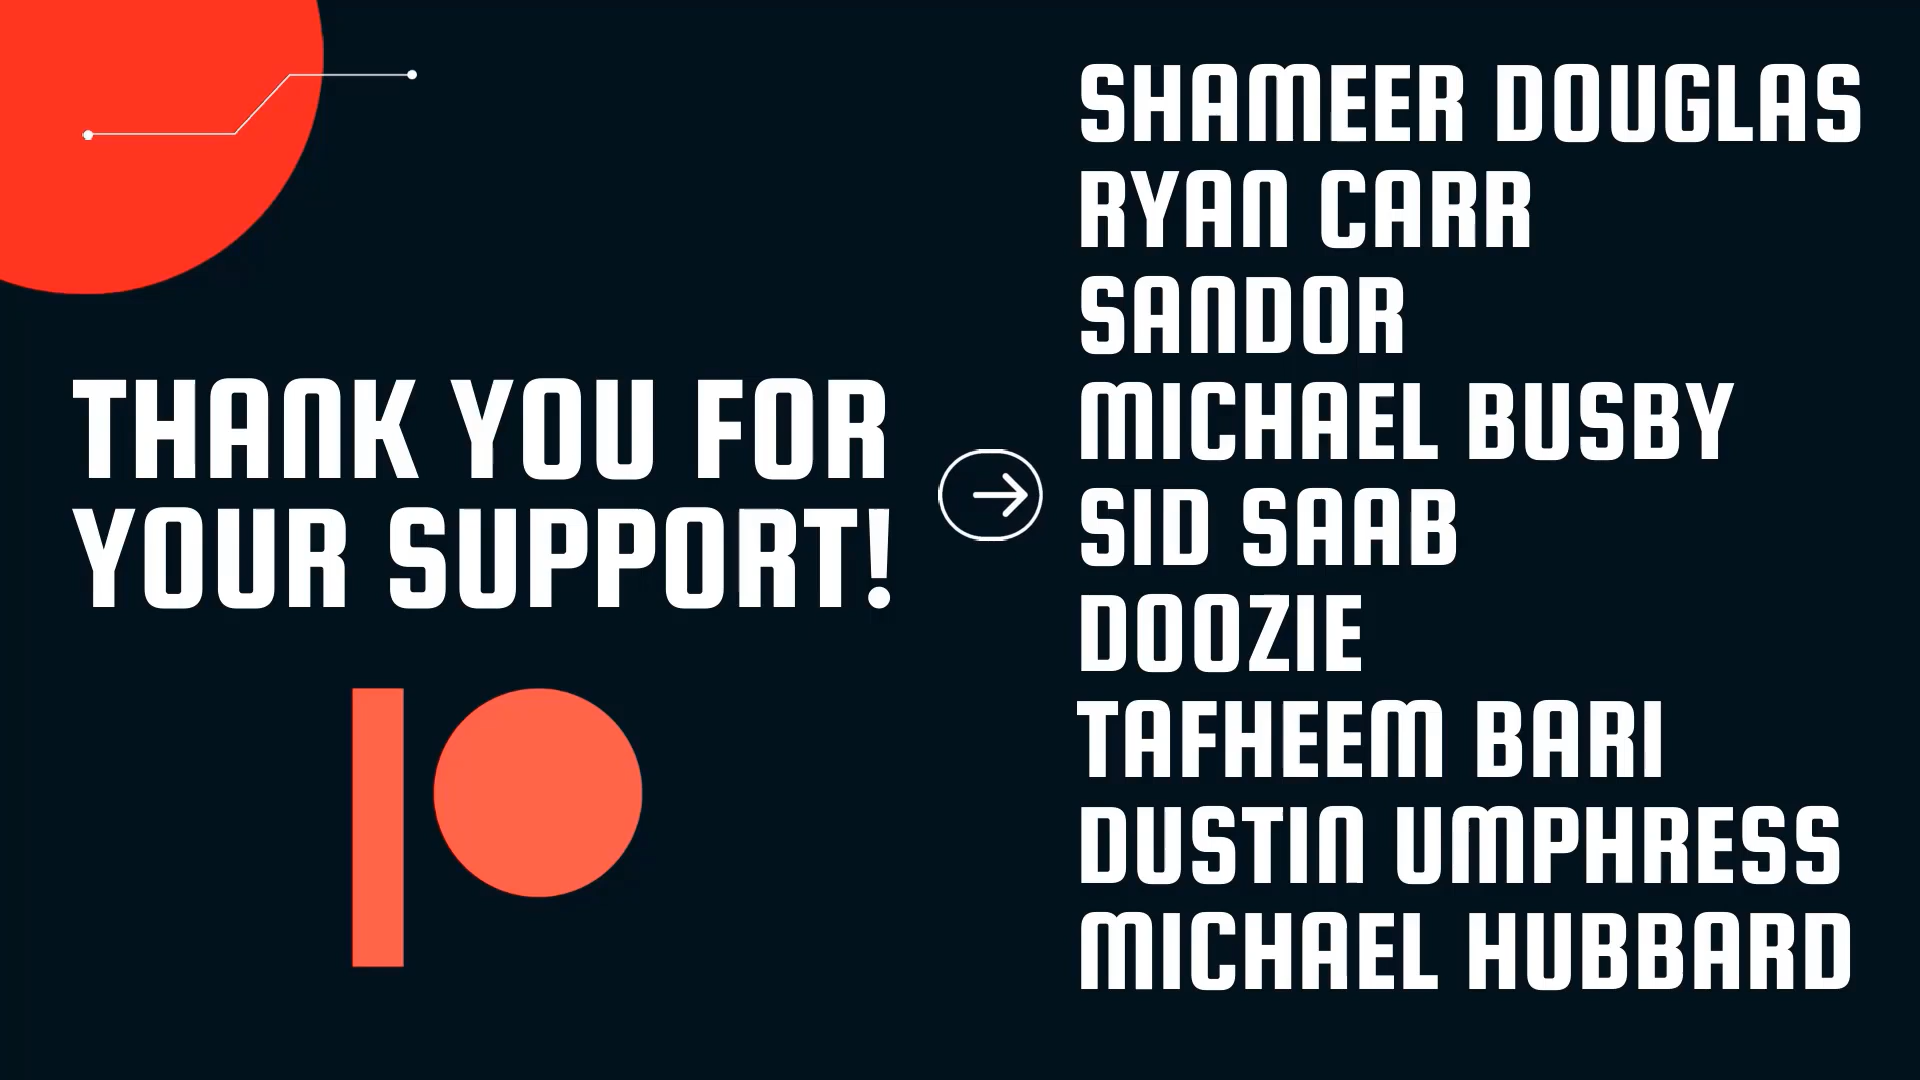 THANK YOU FOR
YOUR SUPPORT!
SHAMEER DOUGLAS
RYAN CARR
SANDOR
MICHAEL BUSBY
SID SAAB
DOOZIE
TAFHEEM BARI
DUSTIN UMPHRESS
MICHAEL HUBBARD